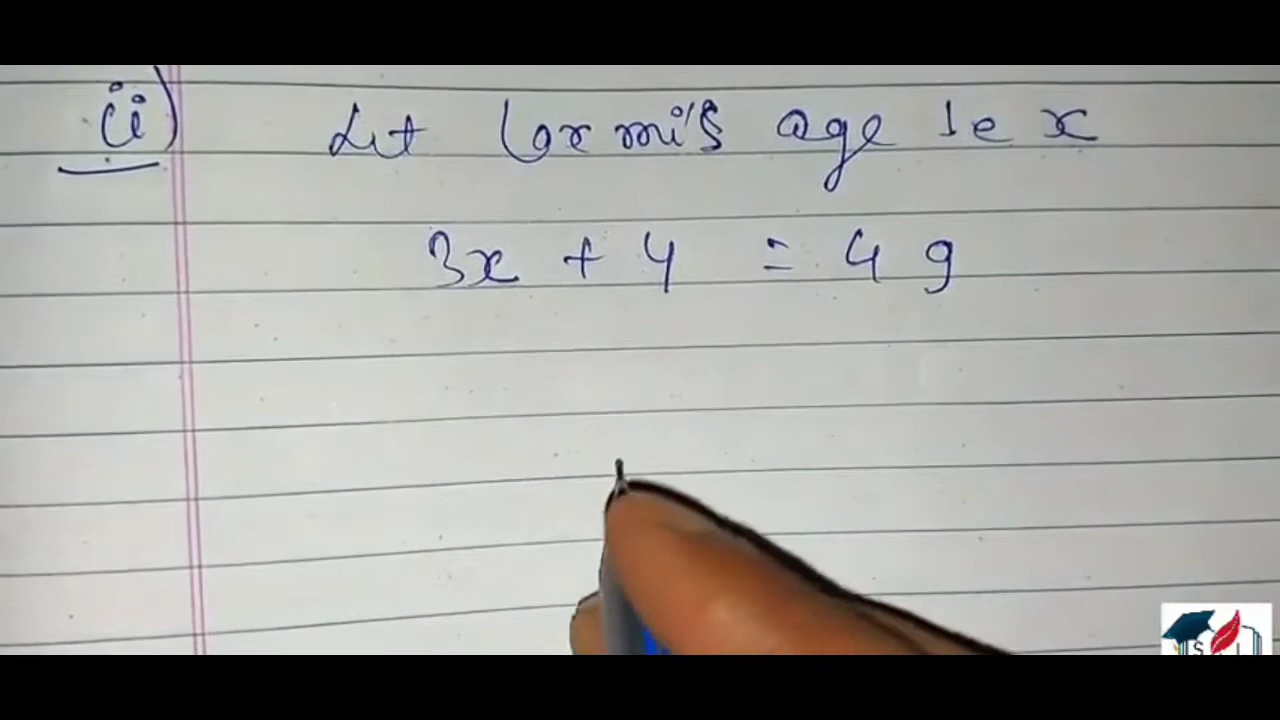 ii)
Let Laxmi's age be x
3x + 4 = 49
S L